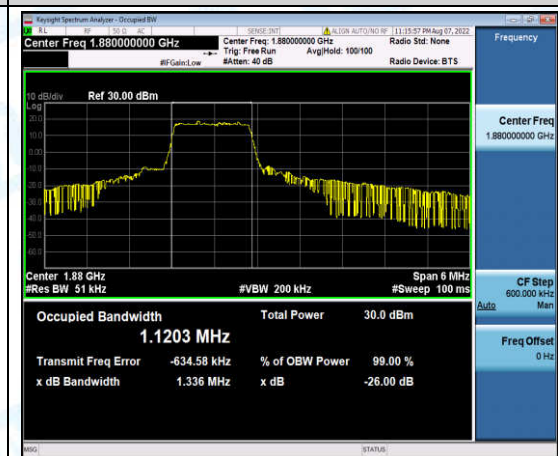 Keysight Spectrum Analyzer - Occupied BW
RL RF 50 Ω AC SENSE:INT ALIGN AUTO/NO RF 11:15:57 PM Aug 07, 2022
Center Freq 1.880000000 GHz Center Freq: 1.880000000 GHz Radio Std: None Frequency
Trig: Free Run Avg|Hold: 100/100
#IFGain:Low #Atten: 40 dB Radio Device: BTS
10 dB/div Ref 30.00 dBm
Log
20.0
10.0
0.00
-10.0
-20.0
-30.0
-40.0
-50.0
-60.0
Center Freq
1.880000000 GHz
Center 1.88 GHz Span 6 MHz
#Res BW 51 kHz #VBW 200 kHz #Sweep 100 ms
CF Step
600.000 kHz
Auto Man
Occupied Bandwidth Total Power 30.0 dBm
1.1203 MHz
Transmit Freq Error -634.58 kHz % of OBW Power 99.00 %
x dB Bandwidth 1.336 MHz x dB -26.00 dB
Freq Offset
0 Hz
MSG STATUS